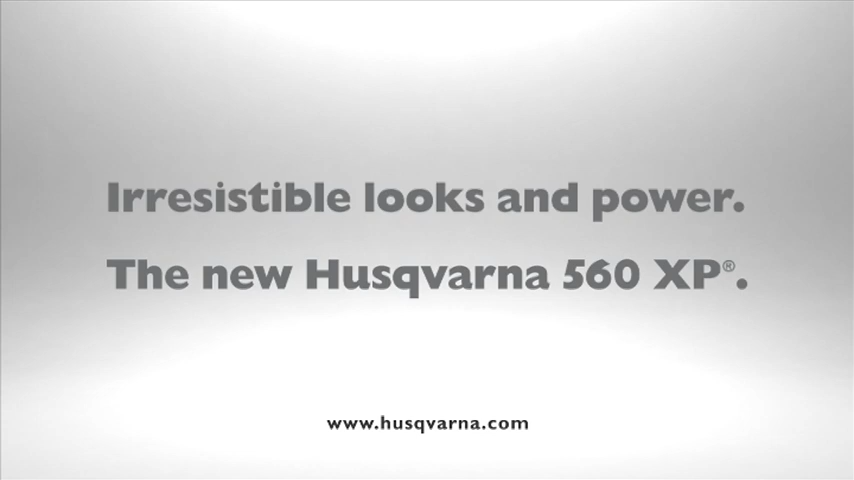 Irresistible looks and power.
The new Husqvarna 560 XP®.
www.husqvarna.com